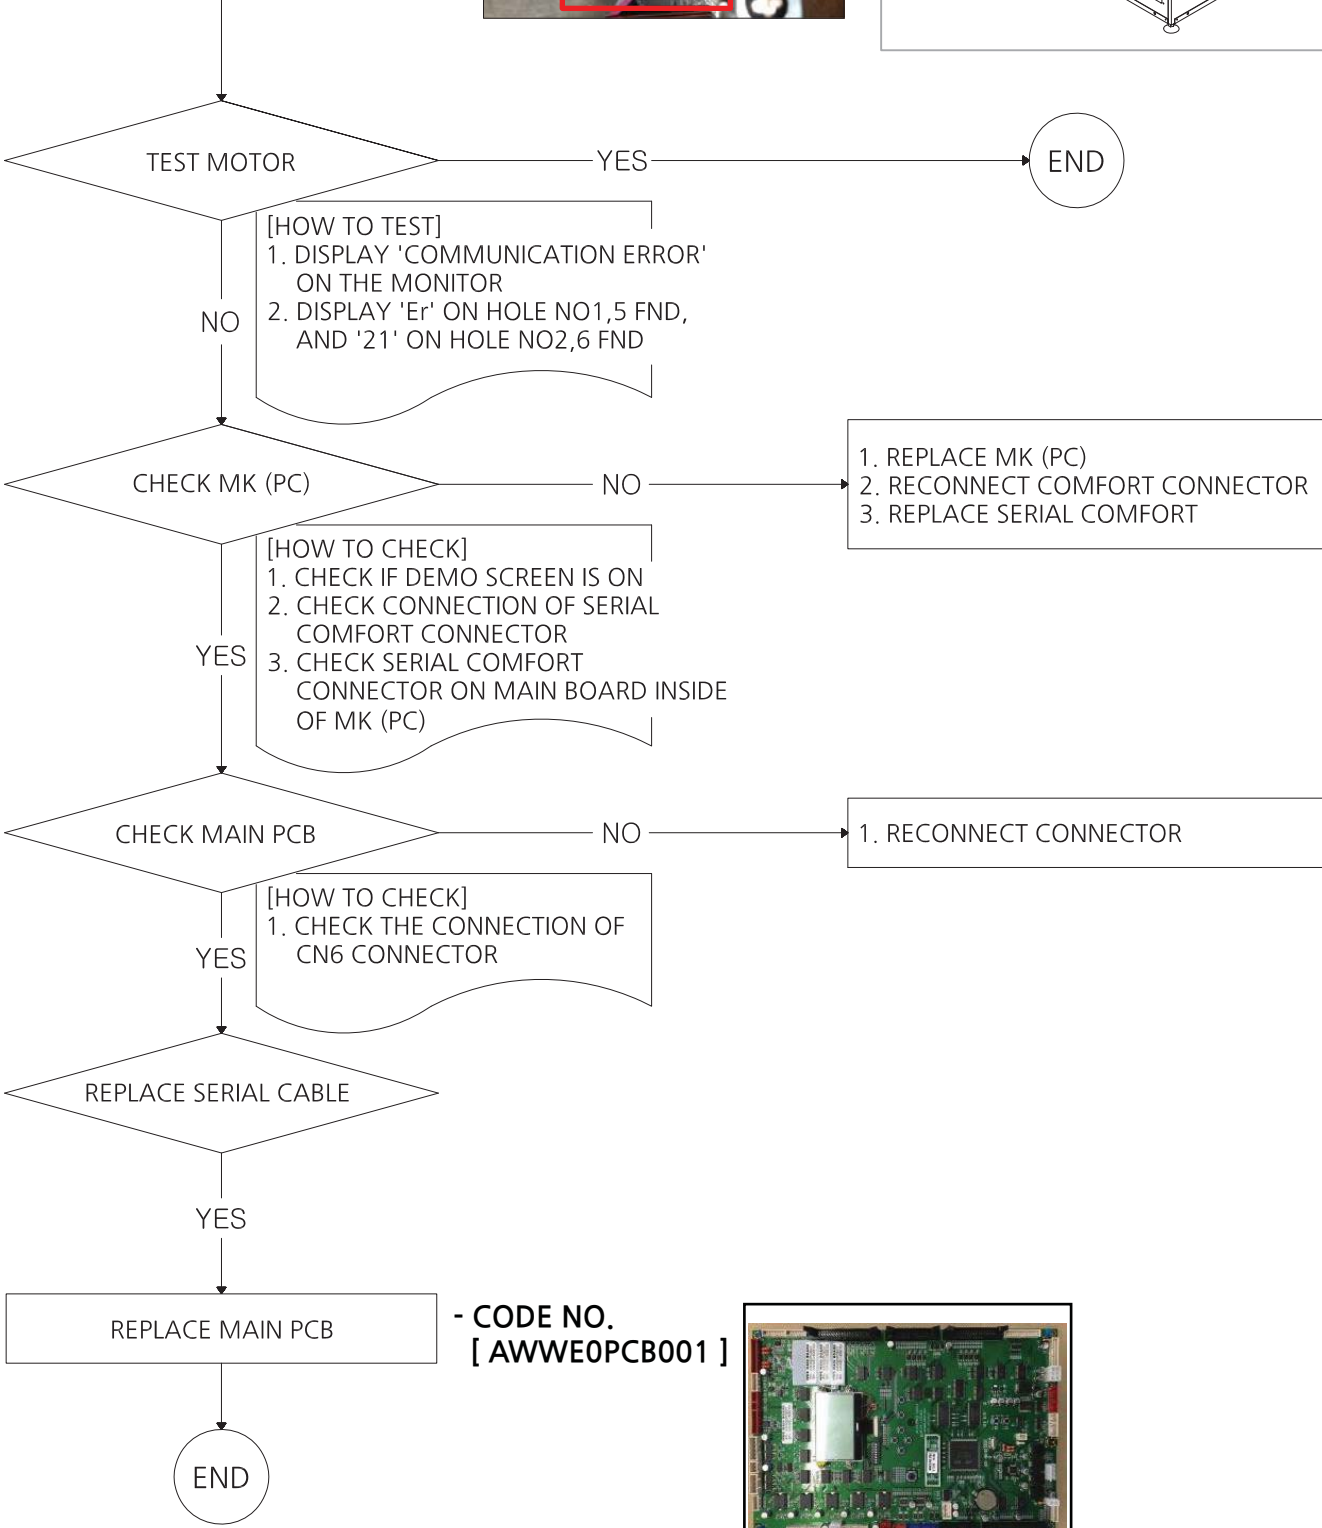 TEST MOTOR
YES
END
[HOW TO TEST]
1. DISPLAY 'COMMUNICATION ERROR'
ON THE MONITOR
2. DISPLAY 'Er' ON HOLE NO1,5 FND,
AND '21' ON HOLE NO2,6 FND
NO
CHECK MK (PC)
NO
1. REPLACE MK (PC)
2. RECONNECT COMFORT CONNECTOR
3. REPLACE SERIAL COMFORT
[HOW TO CHECK]
1. CHECK IF DEMO SCREEN IS ON
2. CHECK CONNECTION OF SERIAL
COMFORT CONNECTOR
3. CHECK SERIAL COMFORT
CONNECTOR ON MAIN BOARD INSIDE
OF MK (PC)
YES
CHECK MAIN PCB
NO
1. RECONNECT CONNECTOR
[HOW TO CHECK]
1. CHECK THE CONNECTION OF
CN6 CONNECTOR
YES
REPLACE SERIAL CABLE
YES
REPLACE MAIN PCB
- CODE NO.
[ AWWE0PCB001 ]
END